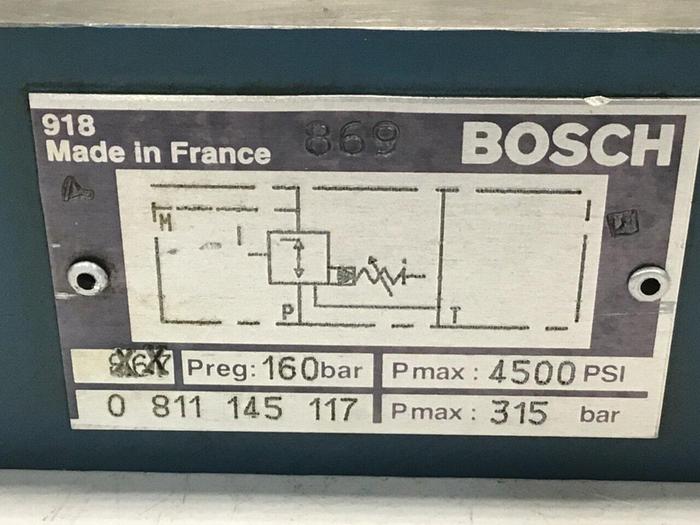 918
Made in France
869
BOSCH
M
P
T
Preg: 160bar
Pmax: 4500 PSI
0 811 145 117
Pmax: 315 bar